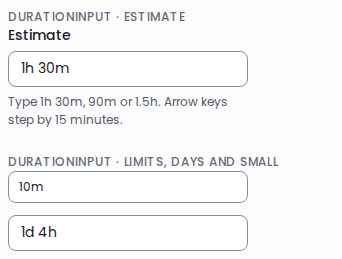 DURATIONINPUT · ESTIMATE
Estimate
1h 30m
Type 1h 30m, 90m or 1.5h. Arrow keys
step by 15 minutes.
DURATIONINPUT · LIMITS, DAYS AND SMALL
10m
1d 4h